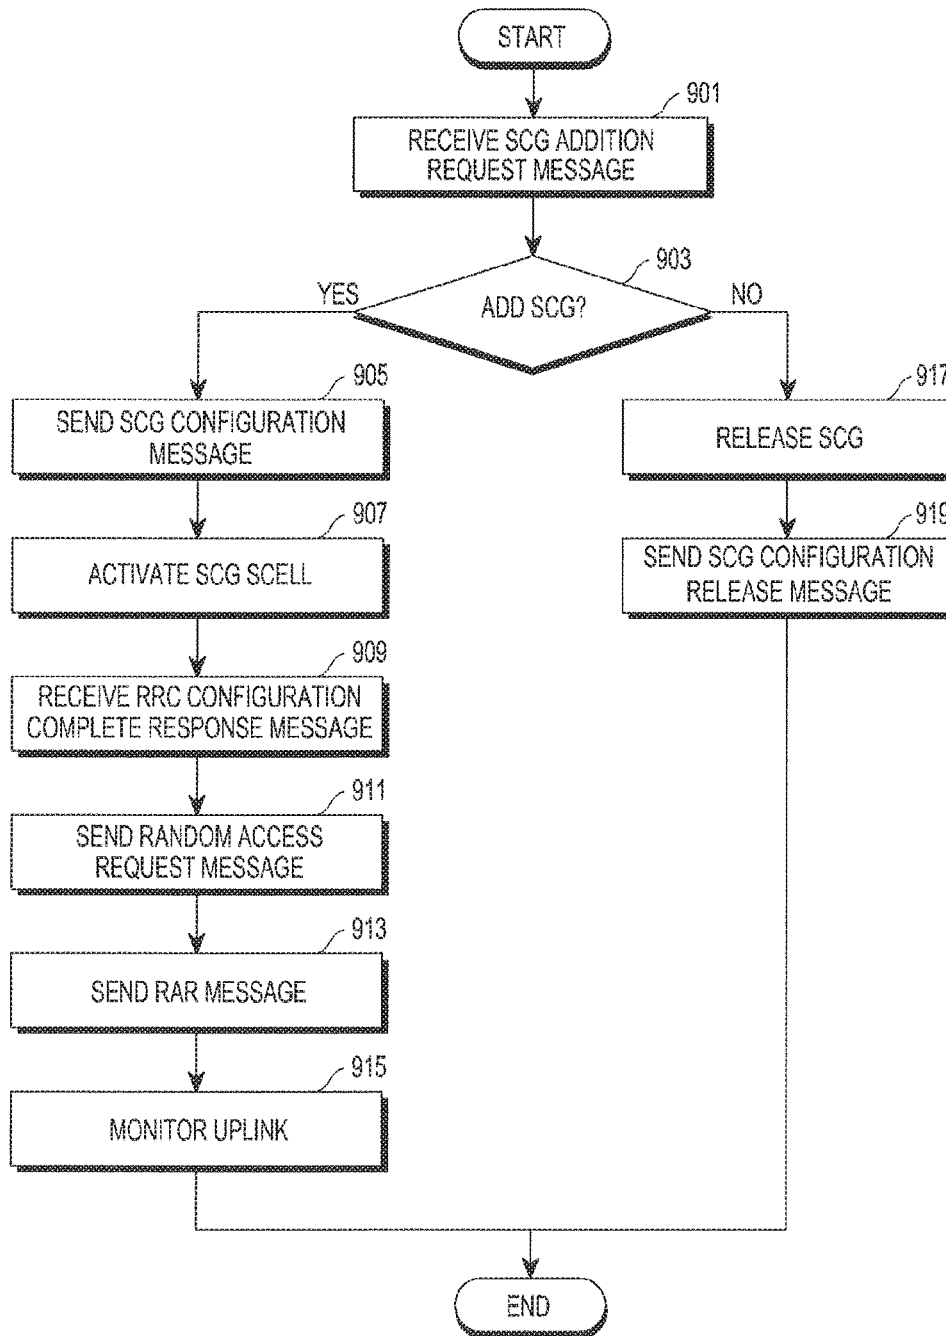 START
901
RECEIVE SCG ADDITION
REQUEST MESSAGE
903
YES
ADD SCG?
NO
905
SEND SCG CONFIGURATION
MESSAGE
917
RELEASE SCG
907
ACTIVATE SCG SCELL
919
SEND SCG CONFIGURATION
RELEASE MESSAGE
909
RECEIVE RRC CONFIGURATION
COMPLETE RESPONSE MESSAGE
911
SEND RANDOM ACCESS
REQUEST MESSAGE
913
SEND RAR MESSAGE
915
MONITOR UPLINK
END